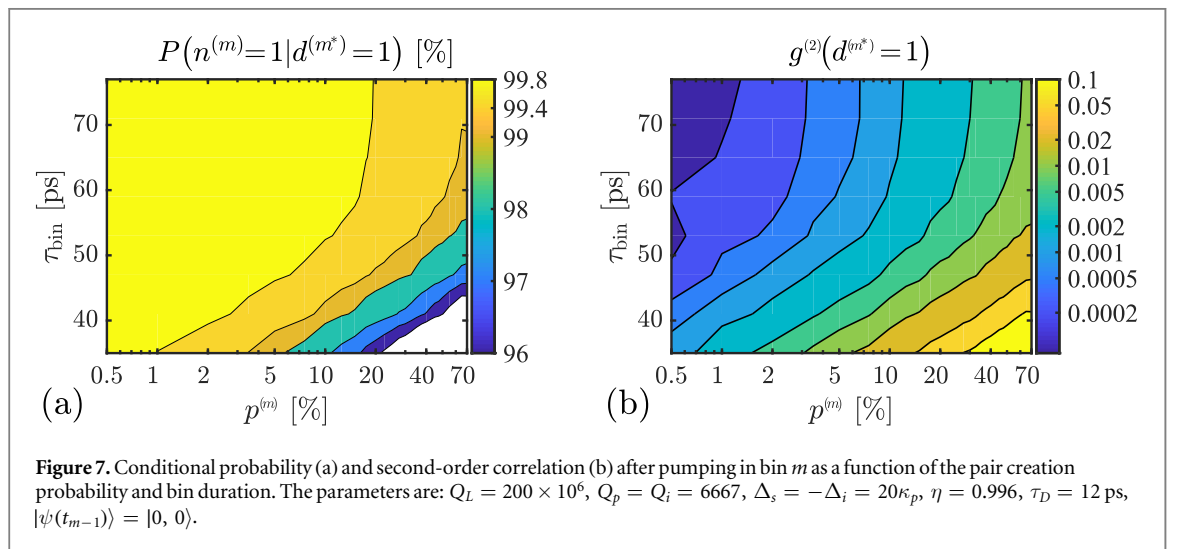 P(n^(m)=1|d^(m*)=1) [%]
g^(2)(d^(m*)=1)
99.8
99.4
99
98
97
96
70
60
50
40
τ_bin [ps]
0.5 1 2 5 10 20 40 70
p^(m) [%]
(a)
0.1
0.05
0.02
0.01
0.005
0.002
0.001
0.0005
0.0002
70
60
50
40
τ_bin [ps]
0.5 1 2 5 10 20 40 70
p^(m) [%]
(b)
Figure 7. Conditional probability (a) and second-order correlation (b) after pumping in bin m as a function of the pair creation
probability and bin duration. The parameters are: Q_L = 200 × 10^6, Q_p = Q_i = 6667, Δ_s = −Δ_i = 20κ_p, η = 0.996, τ_D = 12 ps,
|ψ(t_{m−1})⟩ = |0, 0⟩.